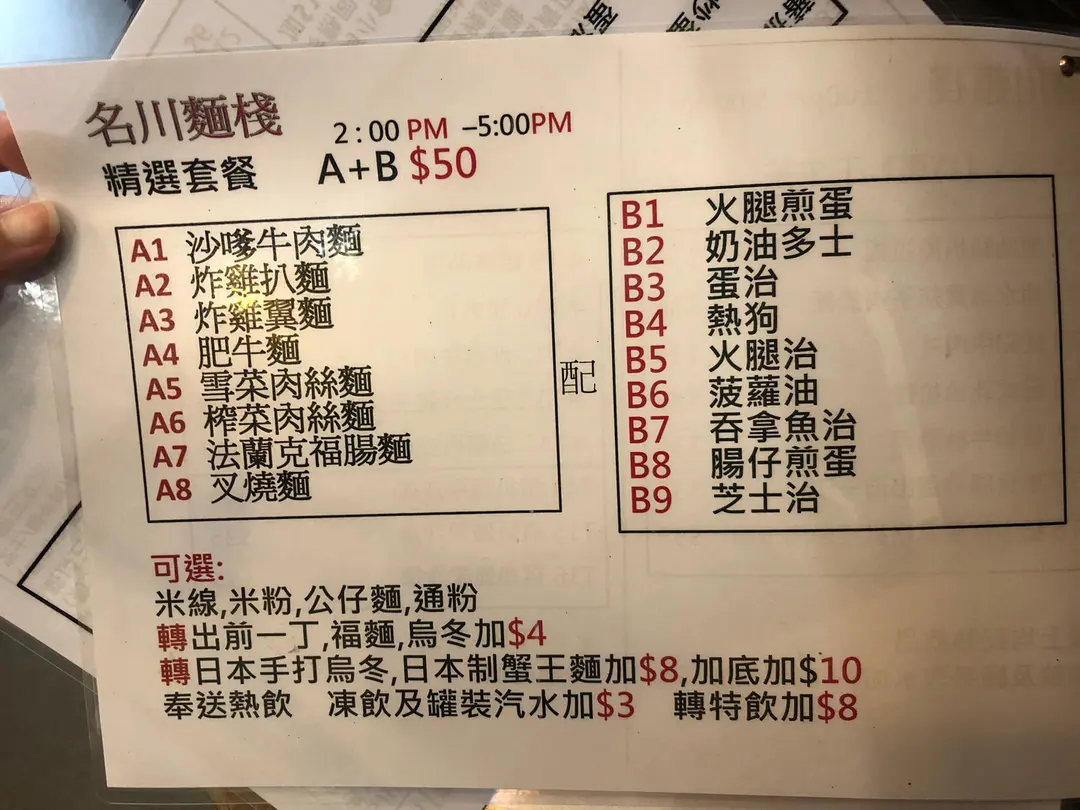 名川麵棧
2:00 PM –5:00PM
精選套餐 A+B $50
A1 沙嗲牛肉麵
A2 炸雞扒麵
A3 炸雞翼麵
A4 肥牛麵
A5 雪菜肉絲麵
A6 榨菜肉絲麵
A7 法蘭克福腸麵
A8 叉燒麵
配
B1 火腿煎蛋
B2 奶油多士
B3 蛋治
B4 熱狗
B5 火腿治
B6 菠蘿油
B7 吞拿魚治
B8 腸仔煎蛋
B9 芝士治
可選:
米線,米粉,公仔麵,通粉
轉出前一丁,福麵,烏冬加$4
轉日本手打烏冬,日本制蟹王麵加$8,加底加$10
奉送熱飲 凍飲及罐裝汽水加$3 轉特飲加$8